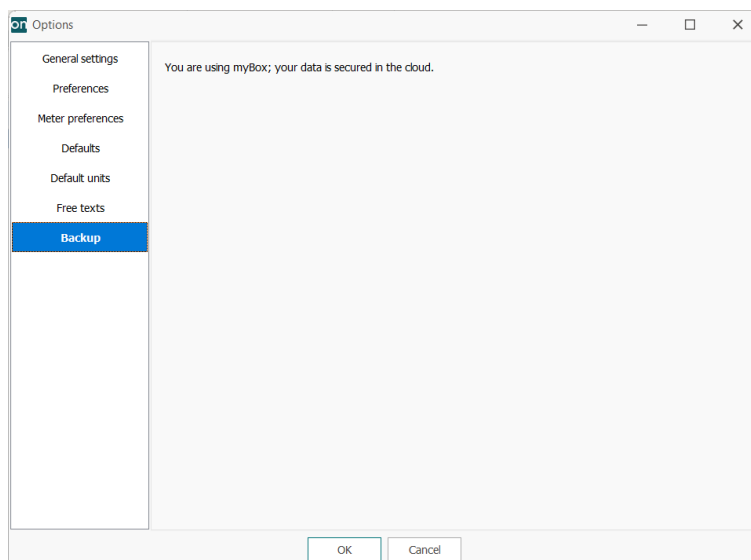 on Options
General settings
Preferences
Meter preferences
Defaults
Default units
Free texts
Backup
You are using myBox; your data is secured in the cloud.
OK
Cancel